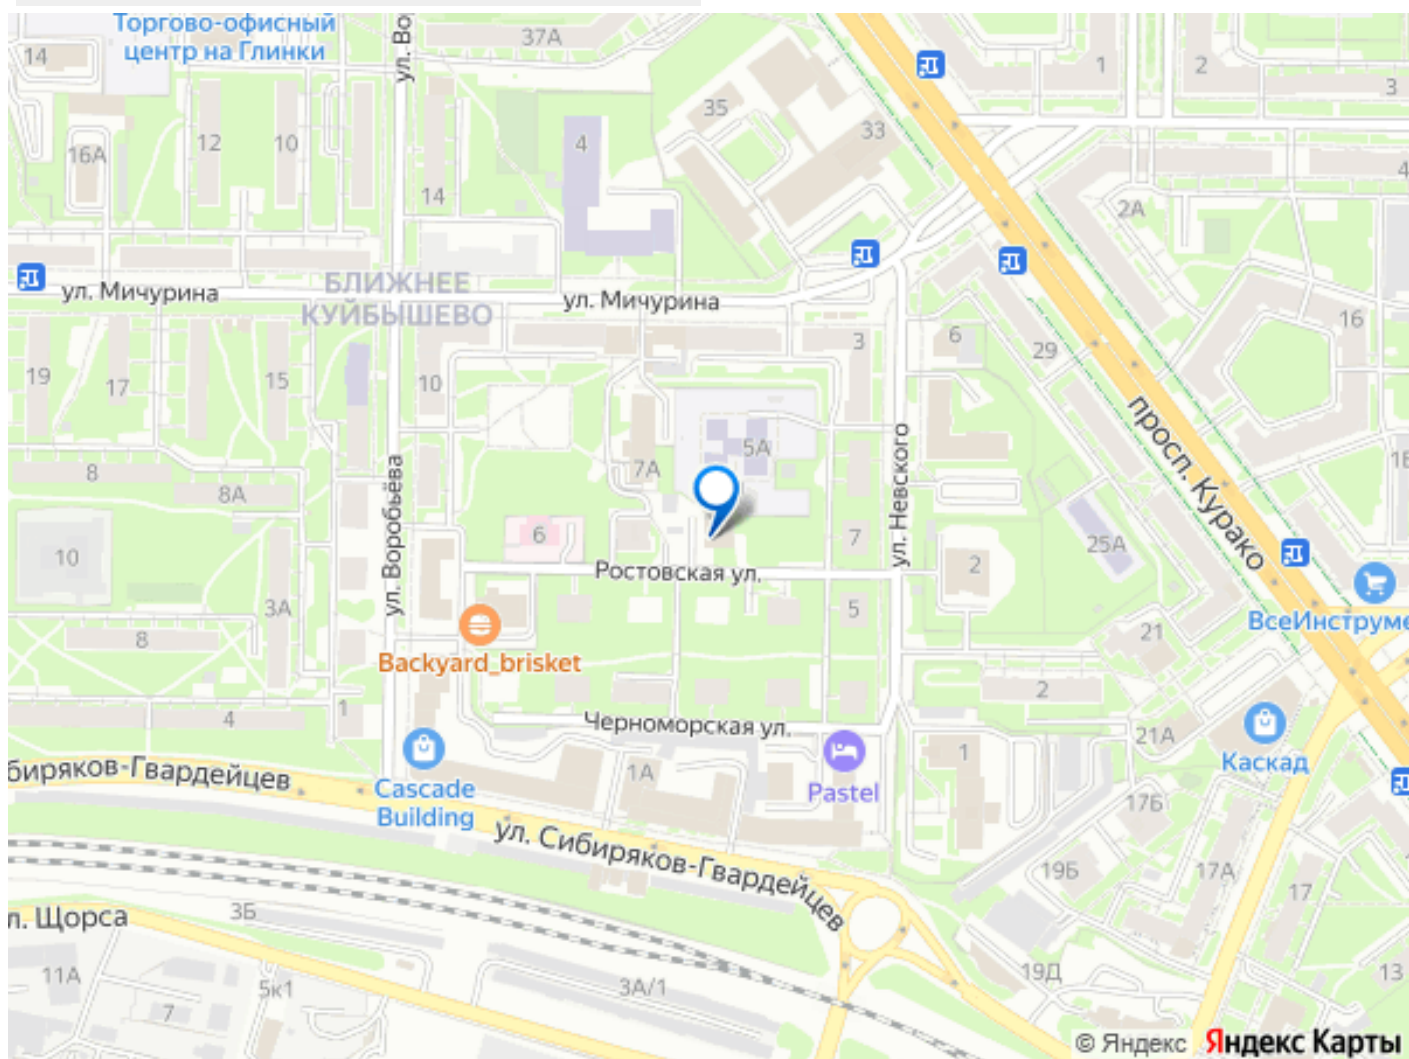 Торгово-офисный
центр на Глинки
37А
ул. Во
14
1
2
3
35
33
12
10
4
16А
14
4
2А
БЛИЖНЕЕ
КУЙБЫШЕВО
ул. Мичурина
ул. Мичурина
16
3
6
29
19
17
15
10
просп. Курако
5А
7А
ул. Невского
8
8А
ул. Воробьёва
10
6
7
2
25А
Ростовская ул.
ВсеИнструме
3А
5
21
8
Backyard_brisket
2
4
1
Черноморская ул.
21А
1А
1
Каскад
биряков-Гвардейцев
Cascade
Building
Pastel
17Б
ул. Сибиряков-Гвардейцев
19Б
17А
17
л. Щорса
3Б
11А
5к1
3А/1
19Д
13
7
© Яндекс Яндекс Карты